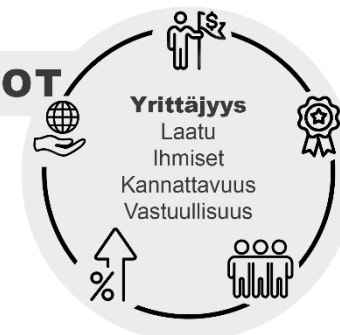 OT
Yrittäjyys
Laatu
Ihmiset
Kannattavuus
Vastuullisuus
$
%